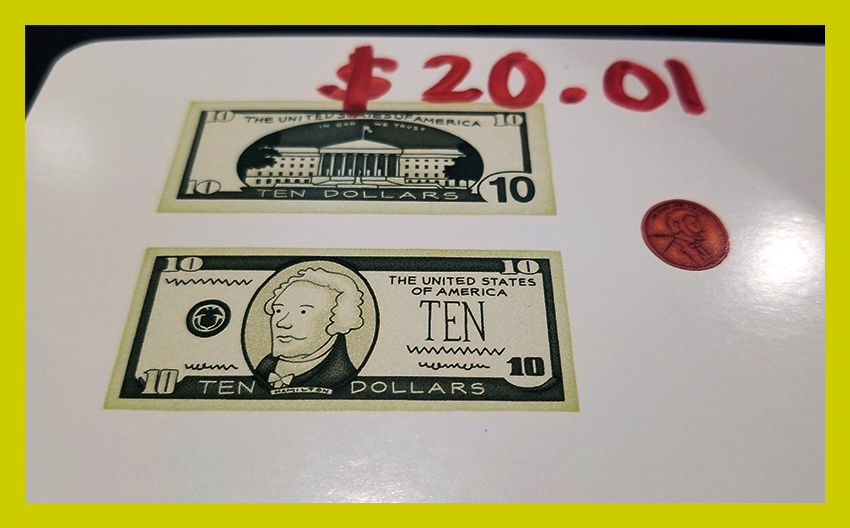 $20.01
10 THE UNITED STATES OF AMERICA 10
IN GOD WE TRUST
10 TEN DOLLARS 10
10 10
THE UNITED STATES
OF AMERICA
TEN
10 10
TEN HAMILTON DOLLARS